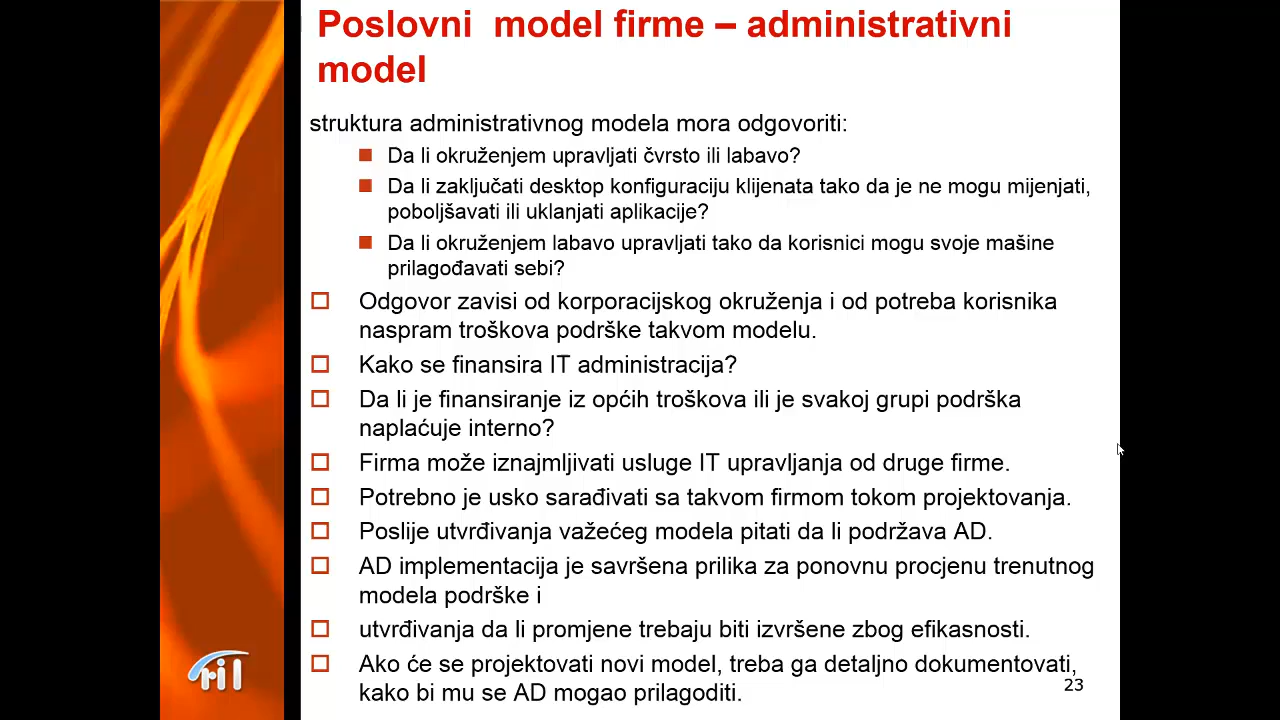 Poslovni model firme – administrativni
model
struktura administrativnog modela mora odgovoriti:
Da li okruženjem upravljati čvrsto ili labavo?
Da li zaključati desktop konfiguraciju klijenata tako da je ne mogu mijenjati,
poboljšavati ili uklanjati aplikacije?
Da li okruženjem labavo upravljati tako da korisnici mogu svoje mašine
prilagođavati sebi?
Odgovor zavisi od korporacijskog okruženja i od potreba korisnika
naspram troškova podrške takvom modelu.
Kako se finansira IT administracija?
Da li je finansiranje iz općih troškova ili je svakoj grupi podrška
naplaćuje interno?
Firma može iznajmljivati usluge IT upravljanja od druge firme.
Potrebno je usko sarađivati sa takvom firmom tokom projektovanja.
Poslije utvrđivanja važećeg modela pitati da li podržava AD.
AD implementacija je savršena prilika za ponovnu procjenu trenutnog
modela podrške i
utvrđivanja da li promjene trebaju biti izvršene zbog efikasnosti.
Ako će se projektovati novi model, treba ga detaljno dokumentovati,
kako bi mu se AD mogao prilagoditi.
23
ril